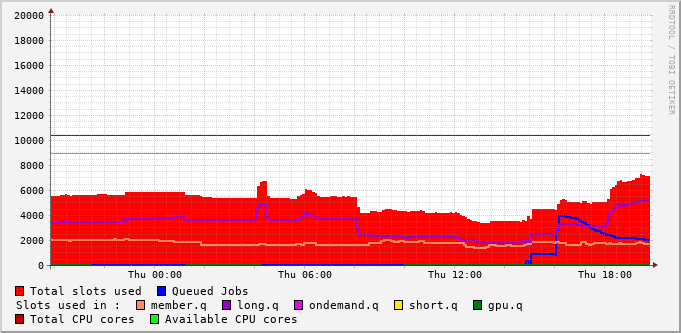 20000
18000
16000
14000
12000
10000
8000
6000
4000
2000
0
Thu 00:00 Thu 06:00 Thu 12:00 Thu 18:00
RRDTOOL / TOBI OETIKER
Total slots used Queued Jobs
Slots used in : member.q long.q ondemand.q short.q gpu.q
Total CPU cores Available CPU cores